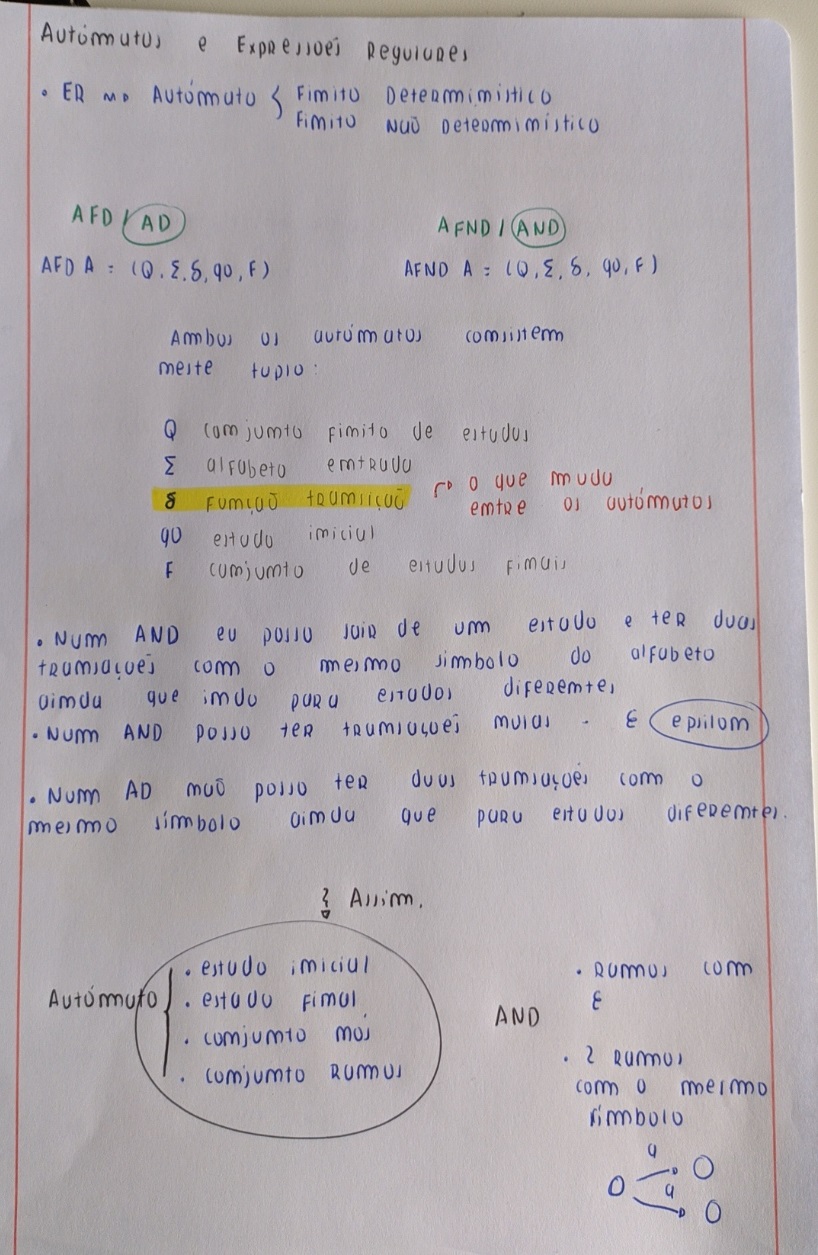 Autómatos e Expressões Regulares
• ER → Autómato { Finito Determinístico
Finito Não Determinístico
AFD / AD
AFND / AND
AFD A = (Q, Σ, δ, q0, F)
AFND A = (Q, Σ, δ, q0, F)
Ambos os autómatos consistem
neste tuplo:
Q conjunto finito de estados
Σ alfabeto entrada
δ Função transição → o que muda
entre os autómatos
q0 estado inicial
F conjunto de estados finais
• Num AND eu posso sair de um estado e ter duas
transações com o mesmo símbolo do alfabeto
ainda que indo para estados diferentes
• Num AND posso ter transações nulas - ε epsilon
• Num AD não posso ter duas transações com o
mesmo símbolo ainda que para estados diferentes.
Assim,
Autómato
• estado inicial
• estado final
• conjunto nós
• conjunto Ramos
AND
• Ramos com
ε
• 2 Ramos
com o mesmo
símbolo
a
a